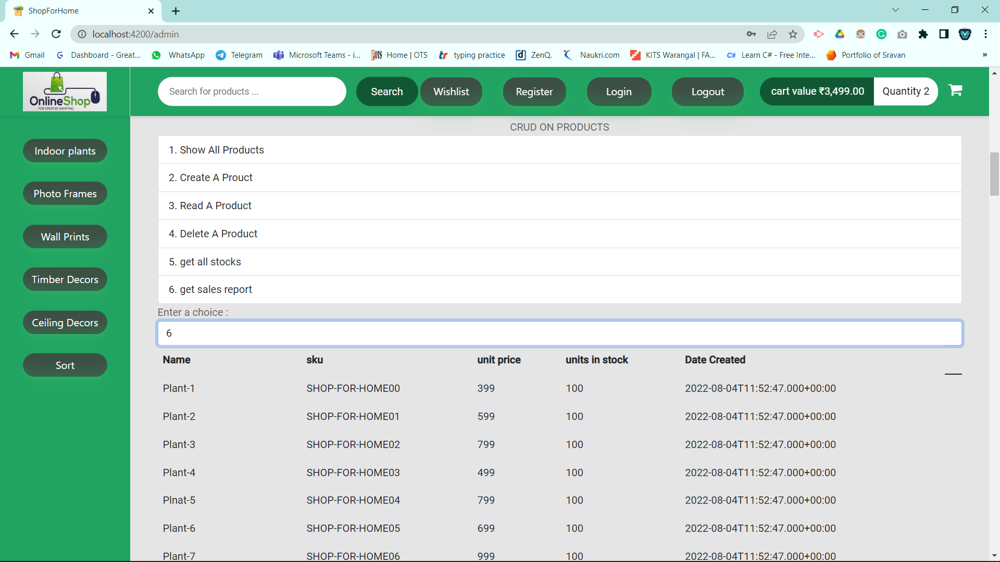 ShopForHome
localhost:4200/admin
Gmail Dashboard - Great... WhatsApp Telegram Microsoft Teams - i... OTS Home | OTS tr typing practice d ZenQ. Naukri.com KITS Warangal | FA... C# Learn C# - Free Inte... Portfolio of Sravan »
OnlineShop
FOR CREATIVE SHOPPING
Search for products ... Search Wishlist Register Login Logout cart value ₹3,499.00 Quantity 2
Indoor plants
Photo Frames
Wall Prints
Timber Decors
Ceiling Decors
Sort
CRUD ON PRODUCTS
1. Show All Products
2. Create A Prouct
3. Read A Product
4. Delete A Product
5. get all stocks
6. get sales report
Enter a choice :
6
Name sku unit price units in stock Date Created
Plant-1 SHOP-FOR-HOME00 399 100 2022-08-04T11:52:47.000+00:00
Plant-2 SHOP-FOR-HOME01 599 100 2022-08-04T11:52:47.000+00:00
Plant-3 SHOP-FOR-HOME02 799 100 2022-08-04T11:52:47.000+00:00
Plant-4 SHOP-FOR-HOME03 499 100 2022-08-04T11:52:47.000+00:00
Plnat-5 SHOP-FOR-HOME04 799 100 2022-08-04T11:52:47.000+00:00
Plant-6 SHOP-FOR-HOME05 699 100 2022-08-04T11:52:47.000+00:00
Plant-7 SHOP-FOR-HOME06 999 100 2022-08-04T11:52:47.000+00:00